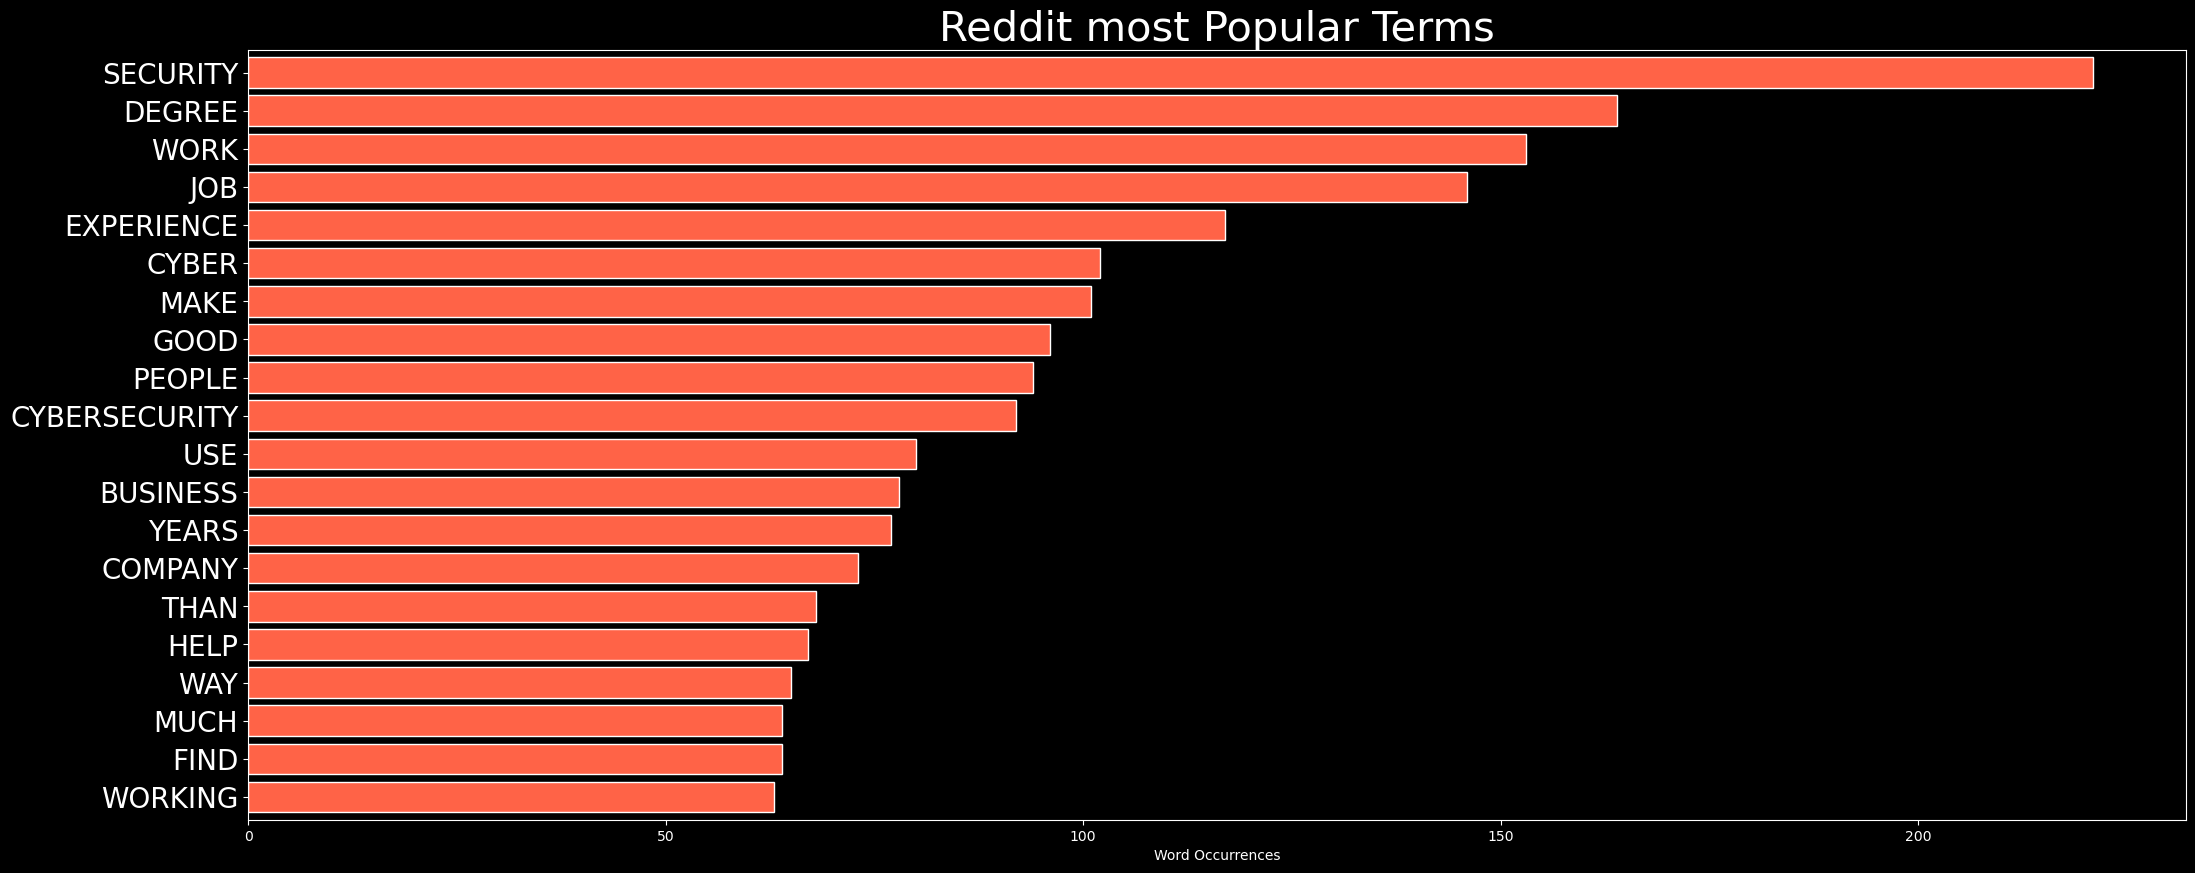 Reddit most Popular Terms
SECURITY
DEGREE
WORK
JOB
EXPERIENCE
CYBER
MAKE
GOOD
PEOPLE
CYBERSECURITY
USE
BUSINESS
YEARS
COMPANY
THAN
HELP
WAY
MUCH
FIND
WORKING
0 50 100 150 200
Word Occurrences